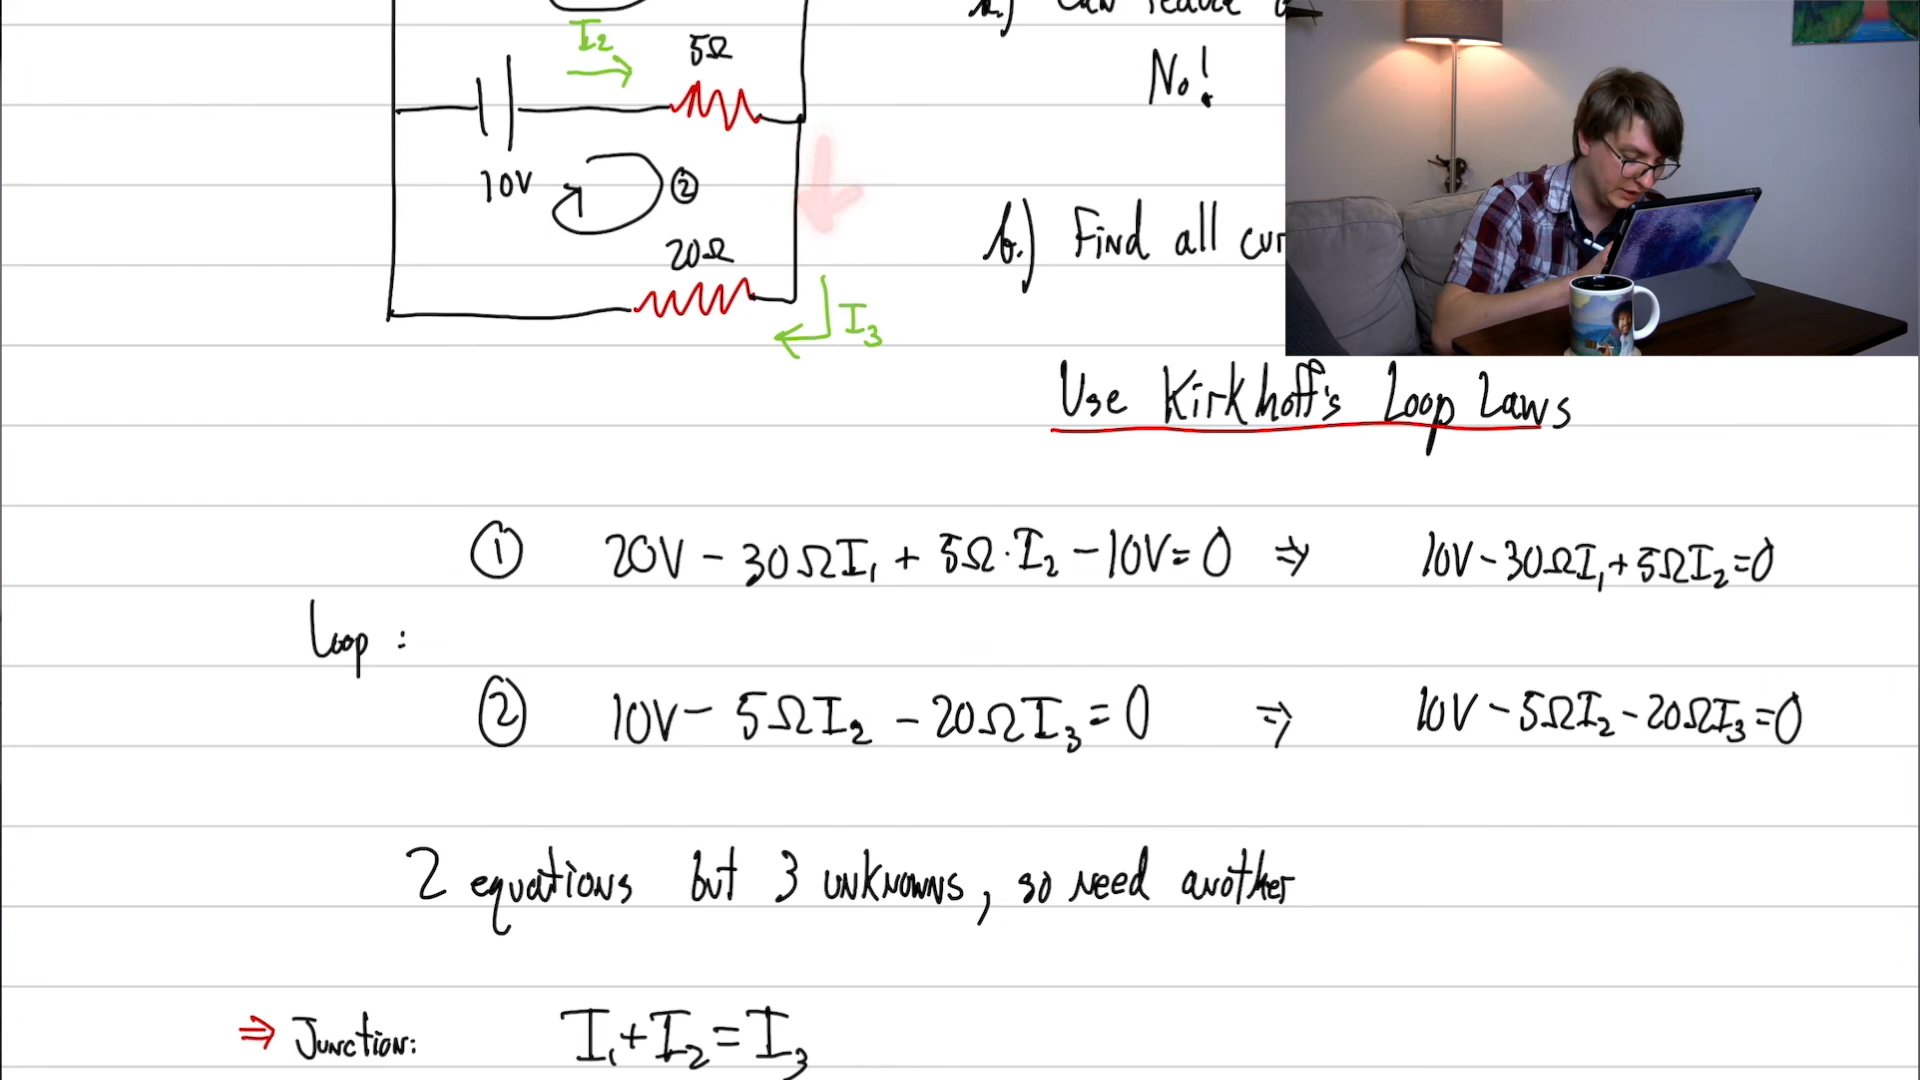 I₂
5Ω
No!
10V
②
20Ω
b.) Find all
I₃
Use Kirkhoff's Loop Laws
① 20V - 30ΩI₁ + 5Ω·I₂ - 10V = 0 ⇒ 10V - 30ΩI₁ + 5ΩI₂ = 0
Loop:
② 10V - 5ΩI₂ - 20ΩI₃ = 0 ⇒ 10V - 5ΩI₂ - 20ΩI₃ = 0
2 equations but 3 unknowns, so need another
⇒ Junction: I₁ + I₂ = I₃